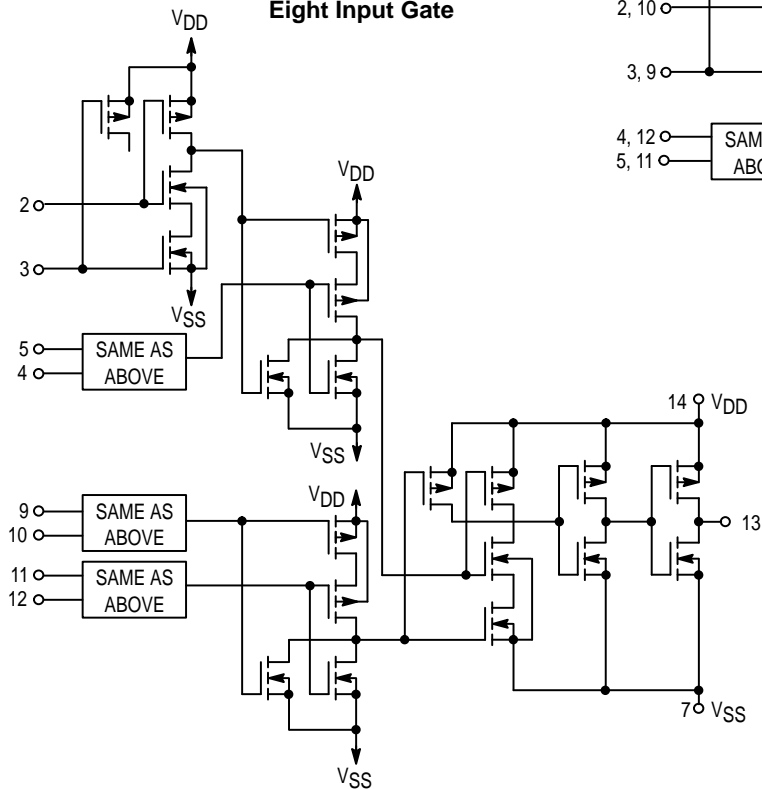 Eight Input Gate
VDD
2, 10
3, 9
4, 12
SAM
5, 11
ABO
2
3
VSS
VDD
5
SAME AS
4
ABOVE
VSS
14
VDD
9
SAME AS
10
ABOVE
VDD
13
11
SAME AS
12
ABOVE
7
VSS
VSS